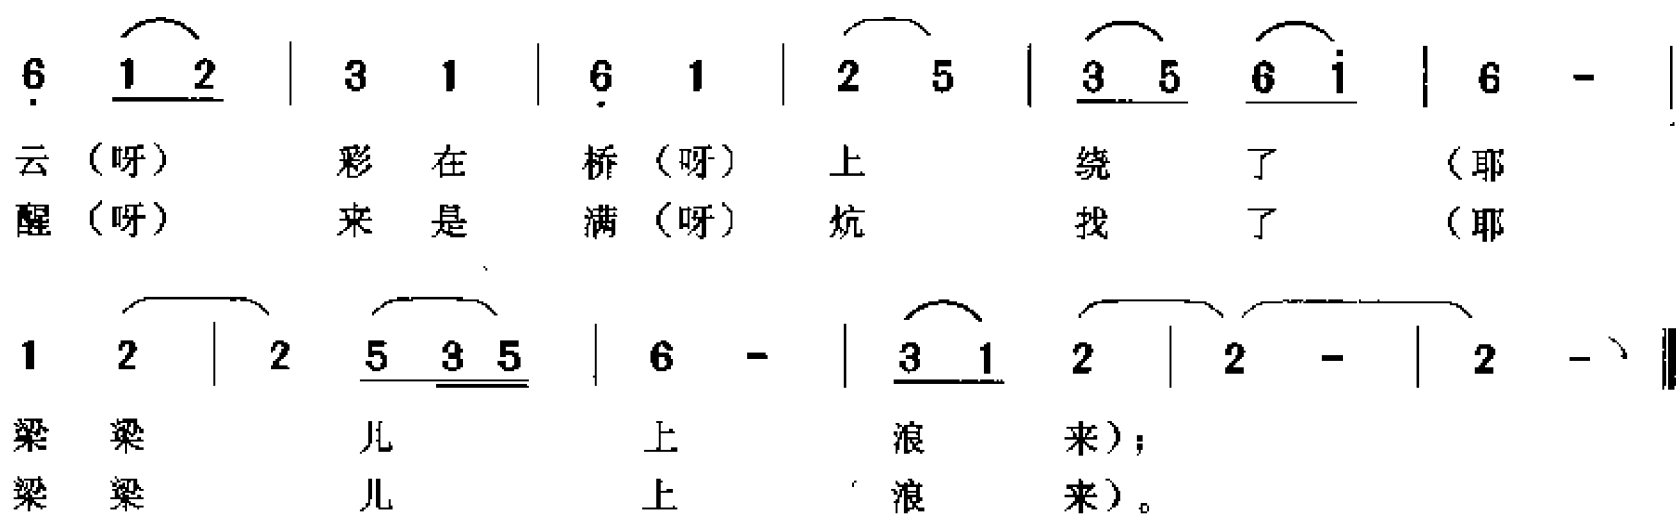 6̣ 1 2 | 3 1 | 6̣ 1 | 2 5 | 3 5 6 i | 6 - |
云（呀） 彩 在 桥（呀） 上 绕 了 （耶
醒（呀） 来 是 满（呀） 炕 找 了 （耶
1 2 | 2 5 3 5 | 6 - | 3 1 2 | 2 - | 2 -
梁 梁 儿 上 浪 来）；
梁 梁 儿 上 浪 来）。